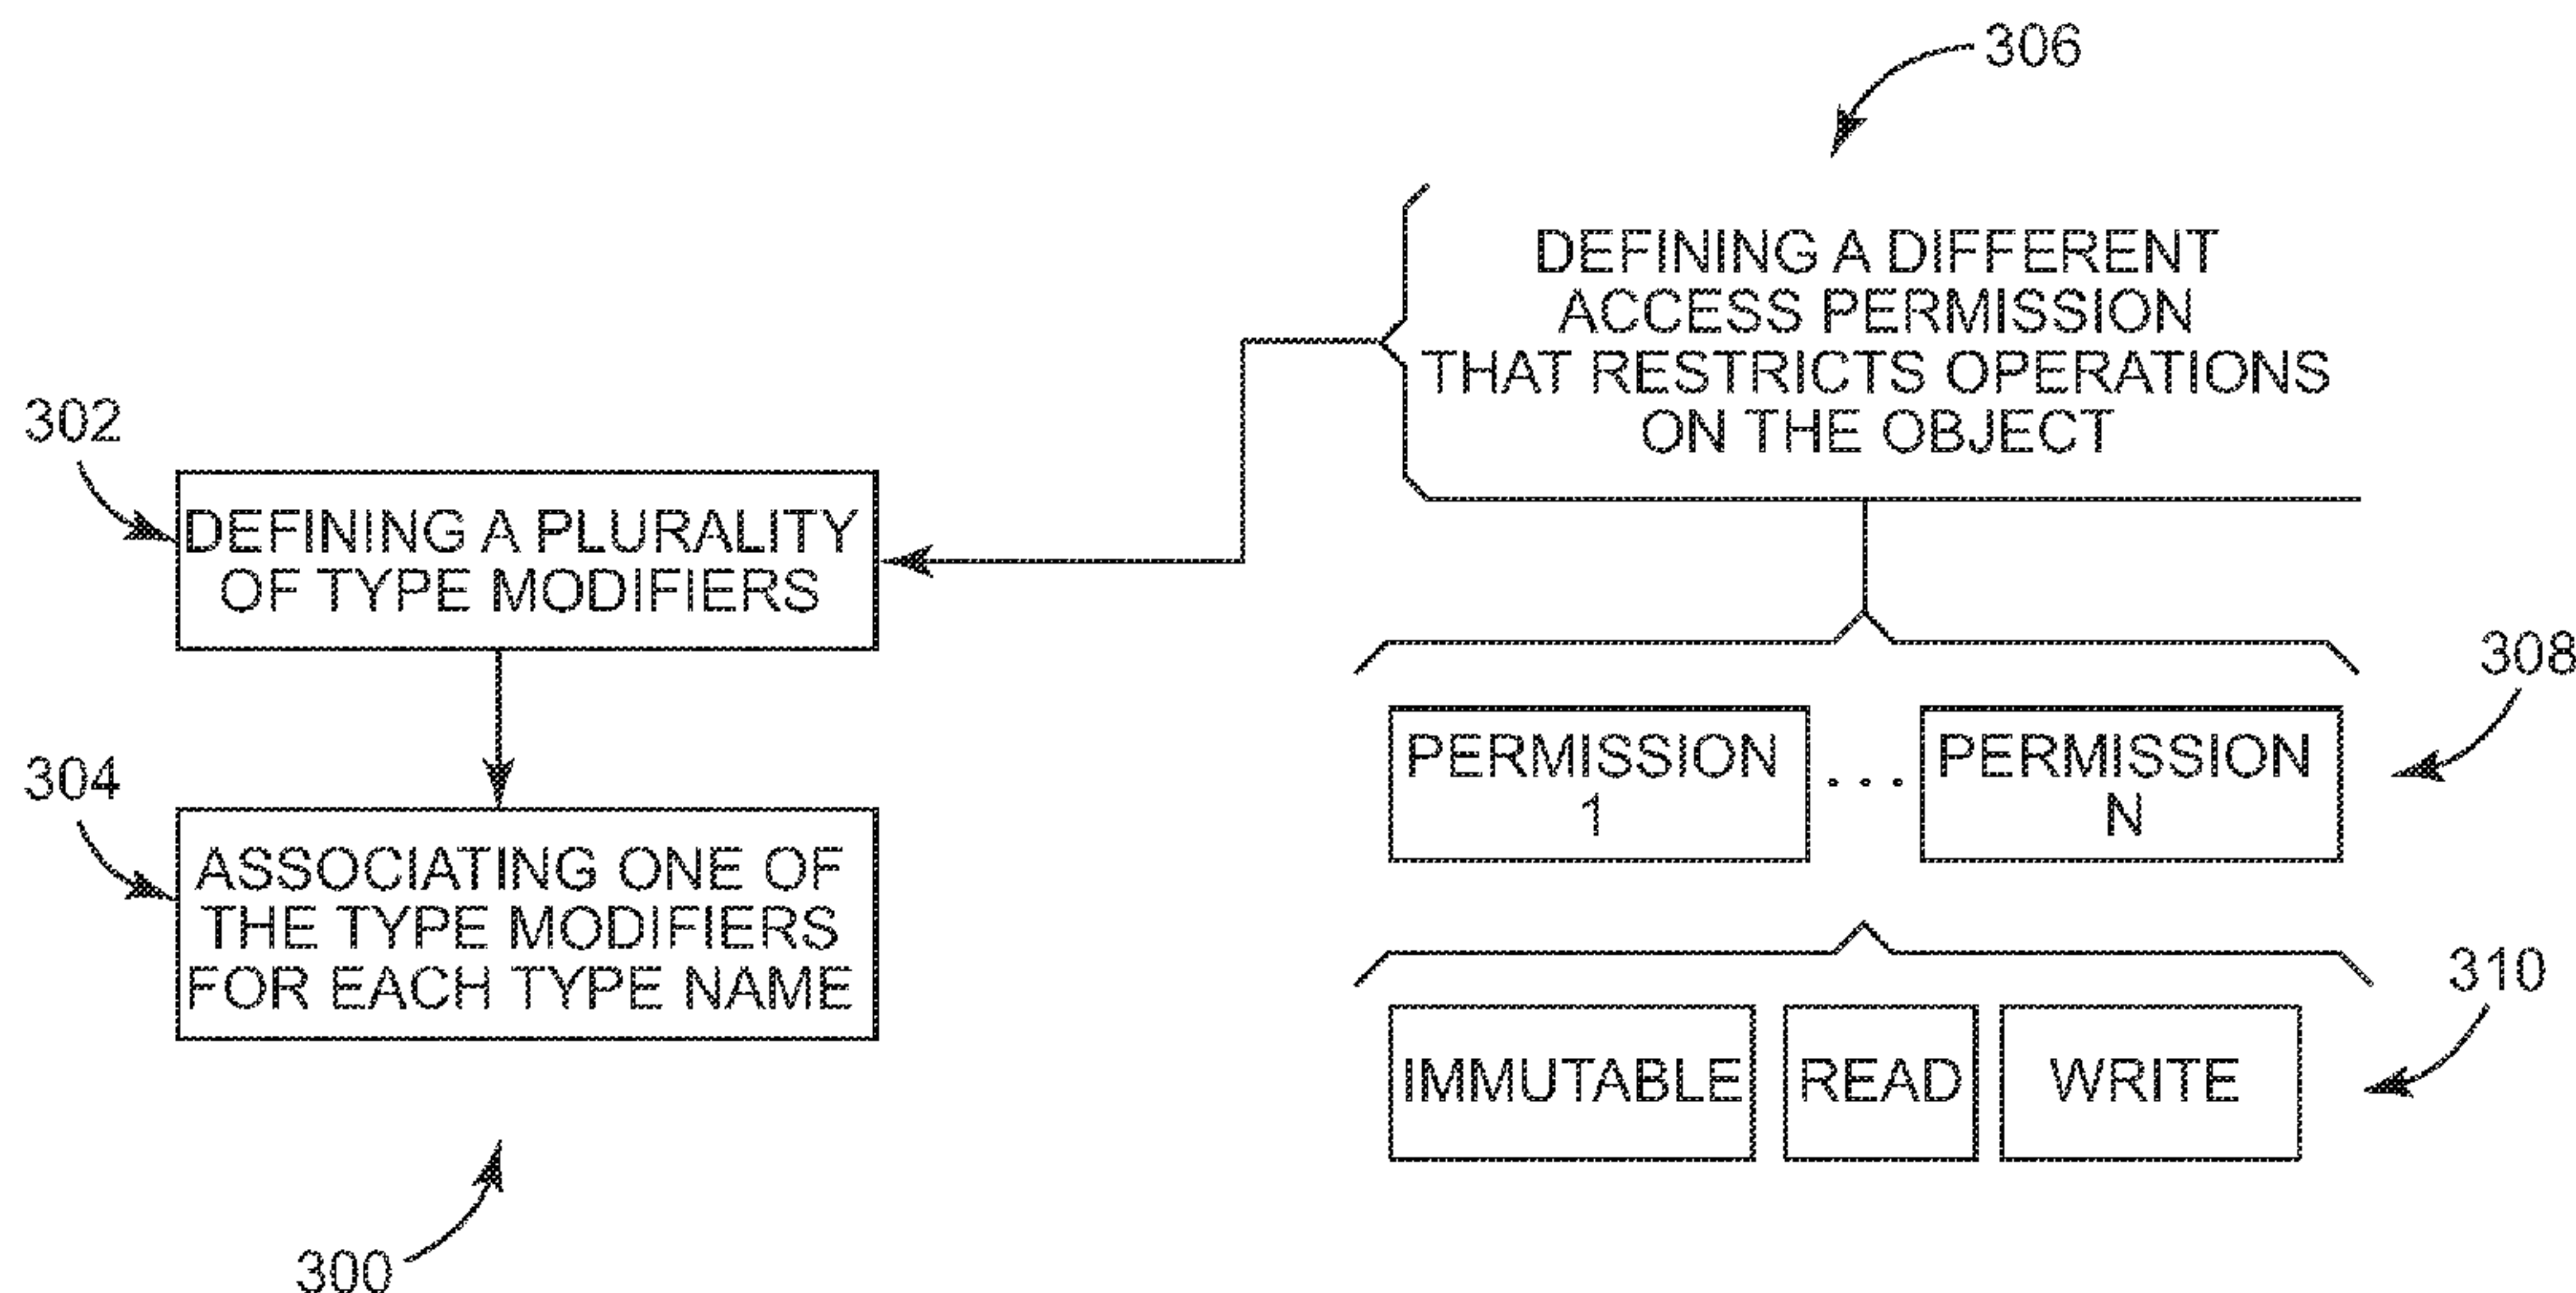 306
DEFINING A DIFFERENT
ACCESS PERMISSION
THAT RESTRICTS OPERATIONS
ON THE OBJECT
302
DEFINING A PLURALITY
OF TYPE MODIFIERS
304
ASSOCIATING ONE OF
THE TYPE MODIFIERS
FOR EACH TYPE NAME
300
308
PERMISSION
1
. . .
PERMISSION
N
310
IMMUTABLE
READ
WRITE